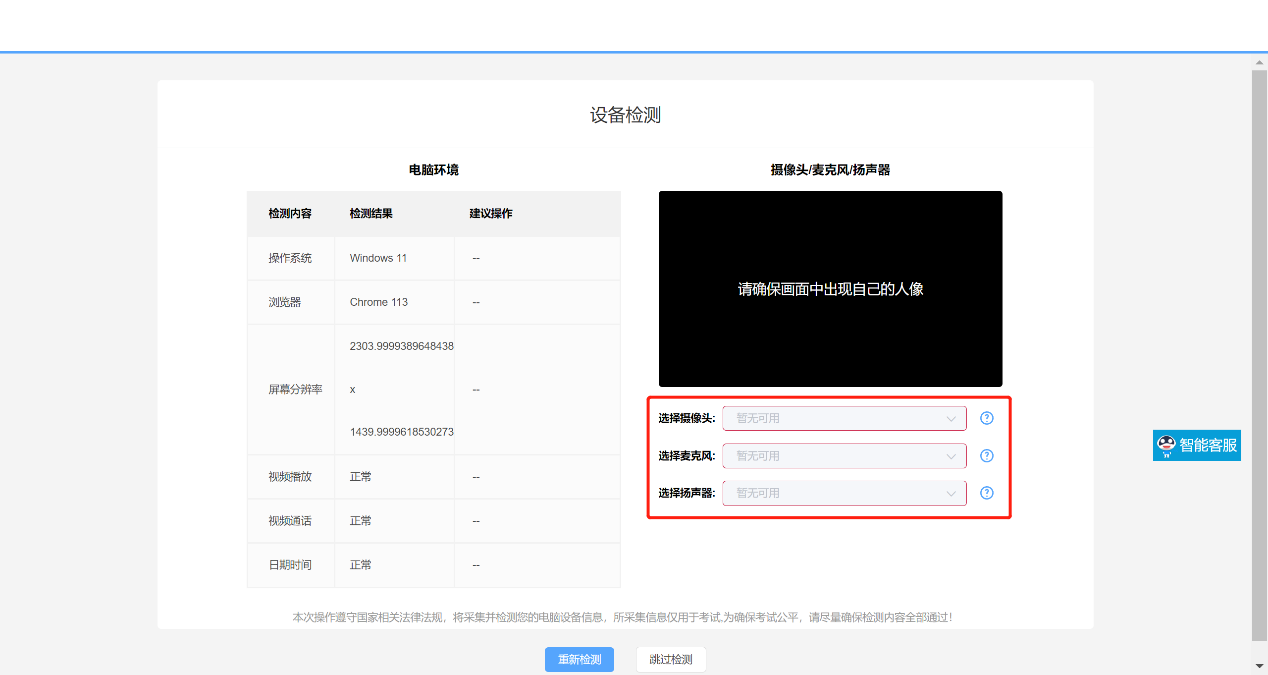 设备检测
电脑环境
检测内容 检测结果 建议操作
操作系统 Windows 11 --
浏览器 Chrome 113 --
2303.9999389648438
屏幕分辨率 x --
1439.9999618530273
视频播放 正常 --
视频通话 正常 --
日期时间 正常 --
摄像头/麦克风/扬声器
请确保画面中出现自己的人像
选择摄像头: 暂无可用 ?
选择麦克风: 暂无可用 ?
选择扬声器: 暂无可用 ?
智能客服
本次操作遵守国家相关法律法规，将采集并检测您的电脑设备信息，所采集信息仅用于考试,为确保考试公平，请尽量确保检测内容全部通过!
重新检测 跳过检测